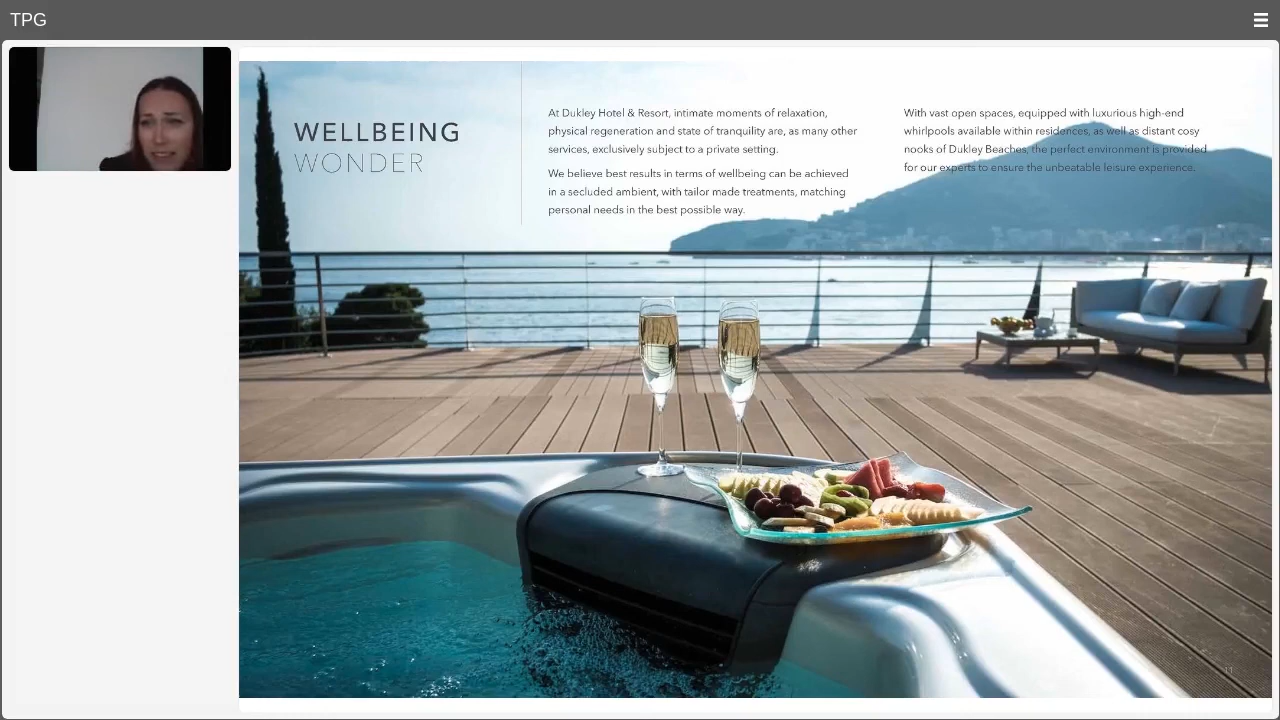 TPG
WELLBEING
WONDER
At Dukley Hotel & Resort, intimate moments of relaxation,
physical regeneration and state of tranquility are, as many other
services, exclusively subject to a private setting.
We believe best results in terms of wellbeing can be achieved
in a secluded ambient, with tailor made treatments, matching
personal needs in the best possible way.
With vast open spaces, equipped with luxurious high-end
whirlpools available within residences, as well as distant cosy
nooks of Dukley Beaches, the perfect environment is provided
for our experts to ensure the unbeatable leisure experience.
11